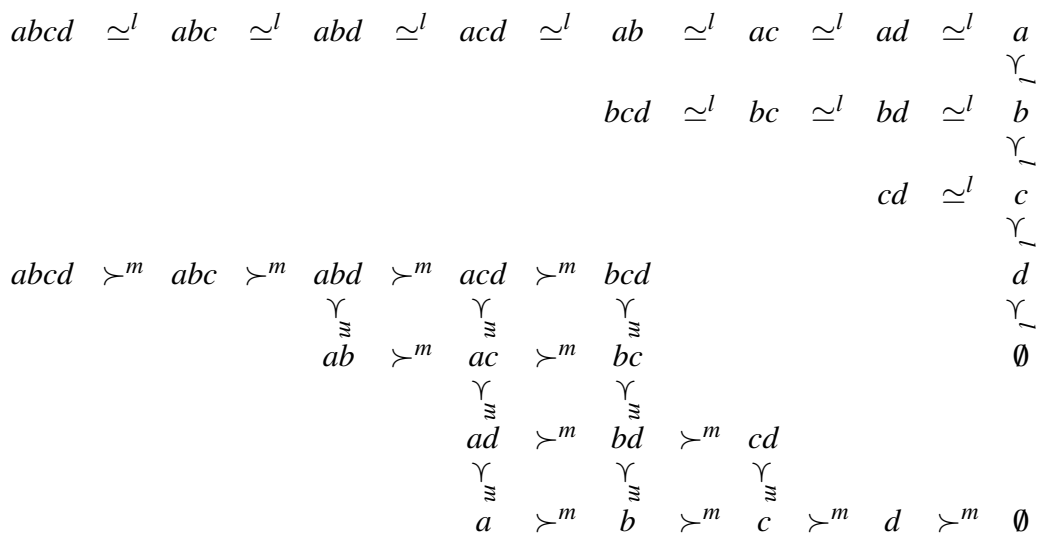 abcd ≃ˡ abc ≃ˡ abd ≃ˡ acd ≃ˡ ab ≃ˡ ac ≃ˡ ad ≃ˡ a
≻ˡ
bcd ≃ˡ bc ≃ˡ bd ≃ˡ b
≻ˡ
cd ≃ˡ c
≻ˡ
abcd ≻ᵐ abc ≻ᵐ abd ≻ᵐ acd ≻ᵐ bcd d
≻ᵐ ≻ᵐ ≻ᵐ ≻ˡ
ab ≻ᵐ ac ≻ᵐ bc ∅
≻ᵐ ≻ᵐ
ad ≻ᵐ bd ≻ᵐ cd
≻ᵐ ≻ᵐ ≻ᵐ
a ≻ᵐ b ≻ᵐ c ≻ᵐ d ≻ᵐ ∅